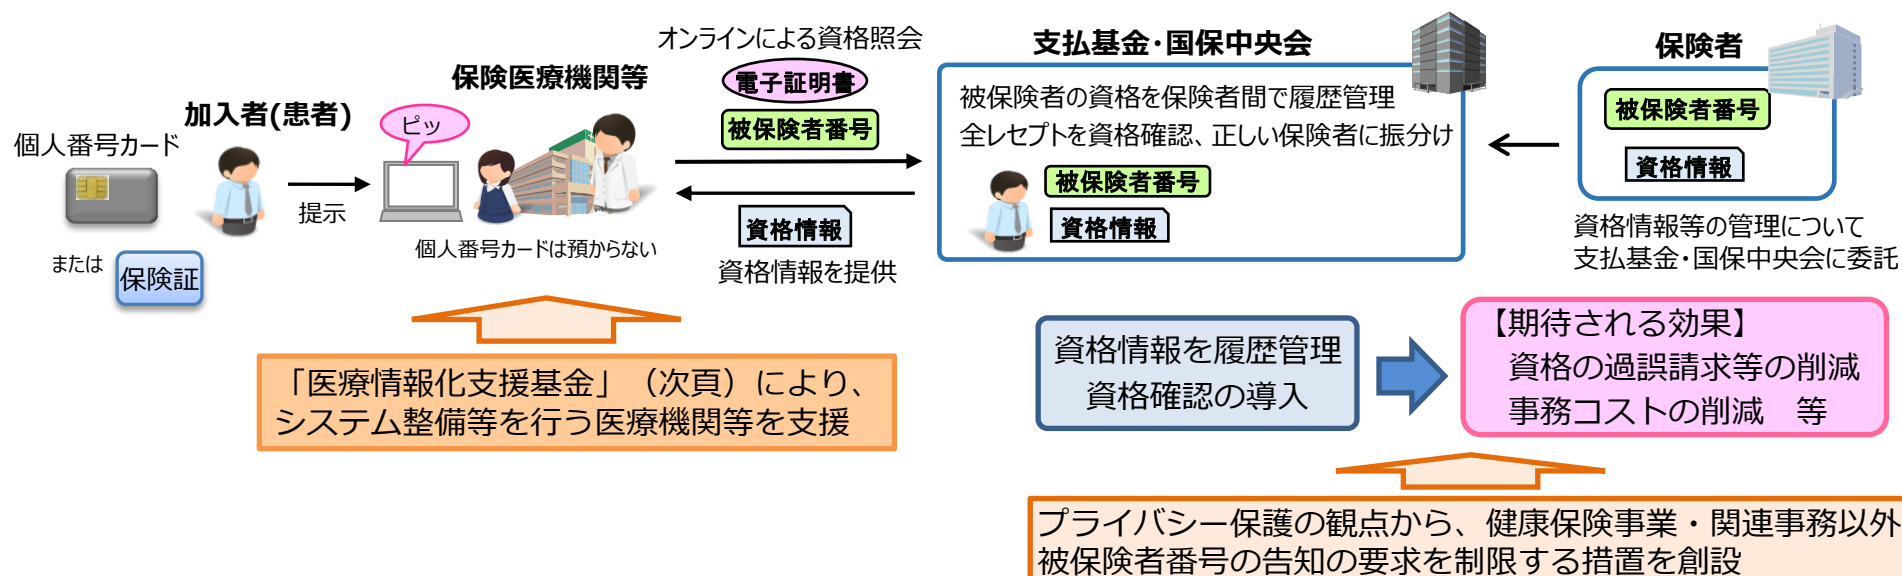 個人番号カード
または
保険証
加入者(患者)
提示
保険医療機関等
ピッ
個人番号カードは預からない
オンラインによる資格照会
電子証明書
被保険者番号
資格情報
資格情報を提供
支払基金・国保中央会
被保険者の資格を保険者間で履歴管理
全レセプトを資格確認、正しい保険者に振分け
被保険者番号
資格情報
保険者
被保険者番号
資格情報
資格情報等の管理について
支払基金・国保中央会に委託
「医療情報化支援基金」（次頁）により、
システム整備等を行う医療機関等を支援
資格情報を履歴管理
資格確認の導入
【期待される効果】
資格の過誤請求等の削減
事務コストの削減　等
プライバシー保護の観点から、健康保険事業・関連事務以外
被保険者番号の告知の要求を制限する措置を創設